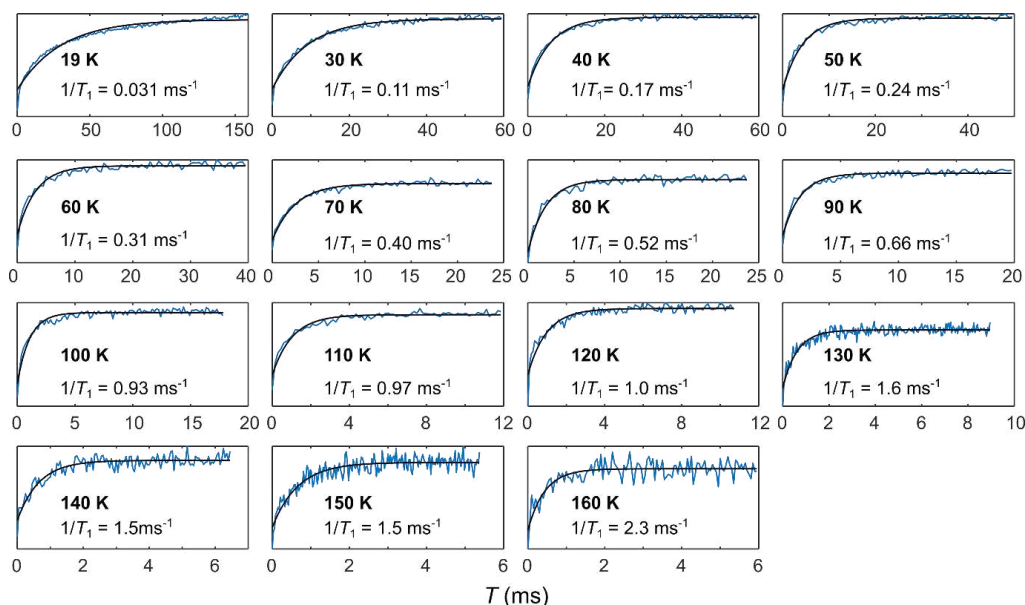 19 K
1/T₁ = 0.031 ms⁻¹
0 50 100 150
30 K
1/T₁ = 0.11 ms⁻¹
0 20 40 60
40 K
1/T₁= 0.17 ms⁻¹
0 20 40 60
50 K
1/T₁ = 0.24 ms⁻¹
0 20 40
60 K
1/T₁ = 0.31 ms⁻¹
0 10 20 30 40
70 K
1/T₁ = 0.40 ms⁻¹
0 5 10 15 20 25
80 K
1/T₁ = 0.52 ms⁻¹
0 5 10 15 20 25
90 K
1/T₁ = 0.66 ms⁻¹
0 5 10 15 20
100 K
1/T₁ = 0.93 ms⁻¹
0 5 10 15 20
110 K
1/T₁ = 0.97 ms⁻¹
0 4 8 12
120 K
1/T₁ = 1.0 ms⁻¹
0 4 8 12
130 K
1/T₁ = 1.6 ms⁻¹
0 2 4 6 8 10
140 K
1/T₁ = 1.5ms⁻¹
0 2 4 6
150 K
1/T₁ = 1.5 ms⁻¹
0 2 4 6
160 K
1/T₁ = 2.3 ms⁻¹
0 2 4 6
T (ms)